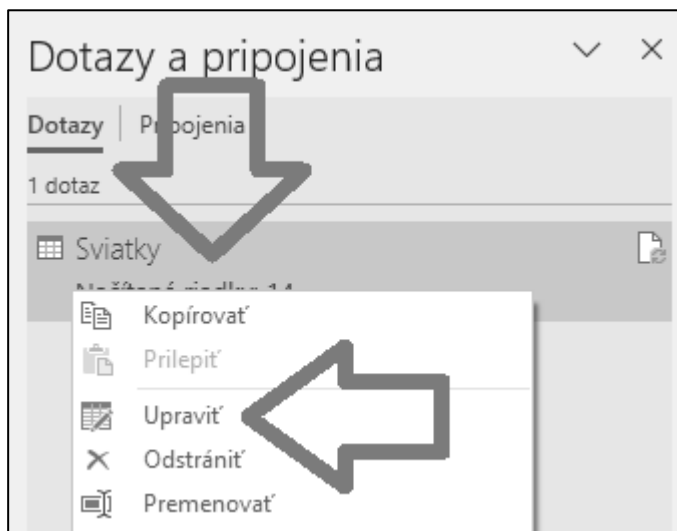 Dotazy a pripojenia
Dotazy | Pripojenia
1 dotaz
Sviatky
Kopírovať
Prilepiť
Upraviť
Odstrániť
Premenovať